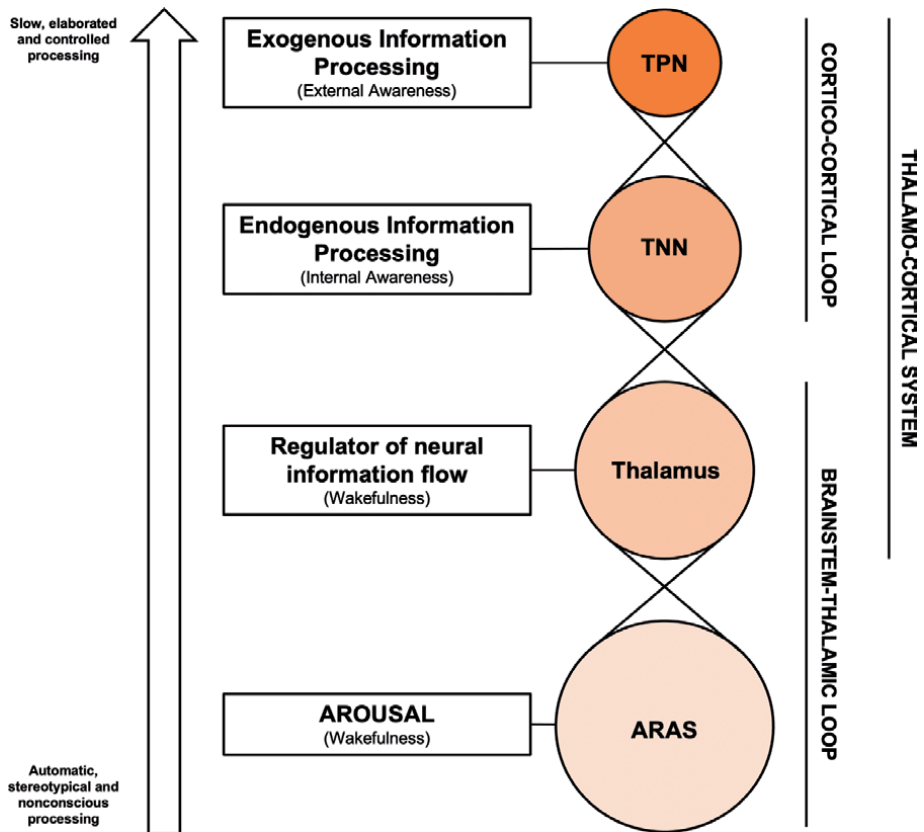 Slow, elaborated
and controlled
processing
Exogenous Information
Processing
(External Awareness)
TPN
Endogenous Information
Processing
(Internal Awareness)
TNN
CORTICO-CORTICAL LOOP
THALAMO-CORTICAL SYSTEM
Regulator of neural
information flow
(Wakefulness)
Thalamus
BRAINSTEM-THALAMIC LOOP
AROUSAL
(Wakefulness)
ARAS
Automatic,
stereotypical and
nonconscious
processing